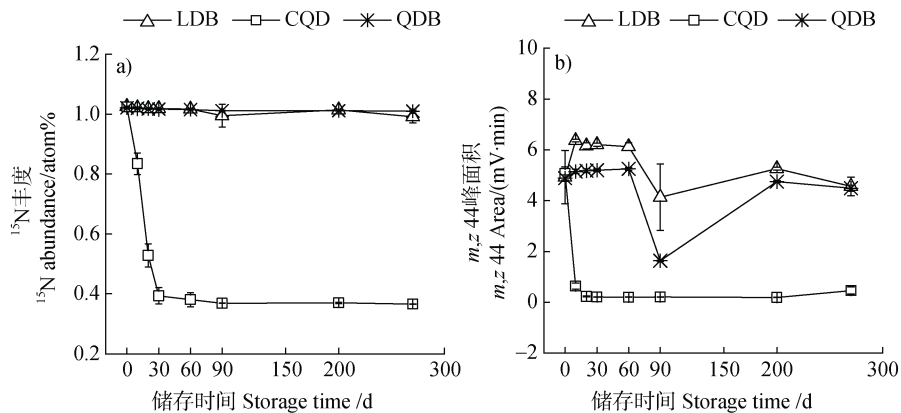 LDB CQD QDB
a)
1.2
1.0
0.8
0.6
0.4
0.2
¹⁵N丰度
¹⁵N abundance/atom%
0 30 60 90 200 300
储存时间 Storage time /d
LDB CQD QDB
b)
10
8
6
4
2
0
−2
m,z 44峰面积
m,z 44 Area/(mV·min)
0 30 60 90 200 300
储存时间 Storage time /d